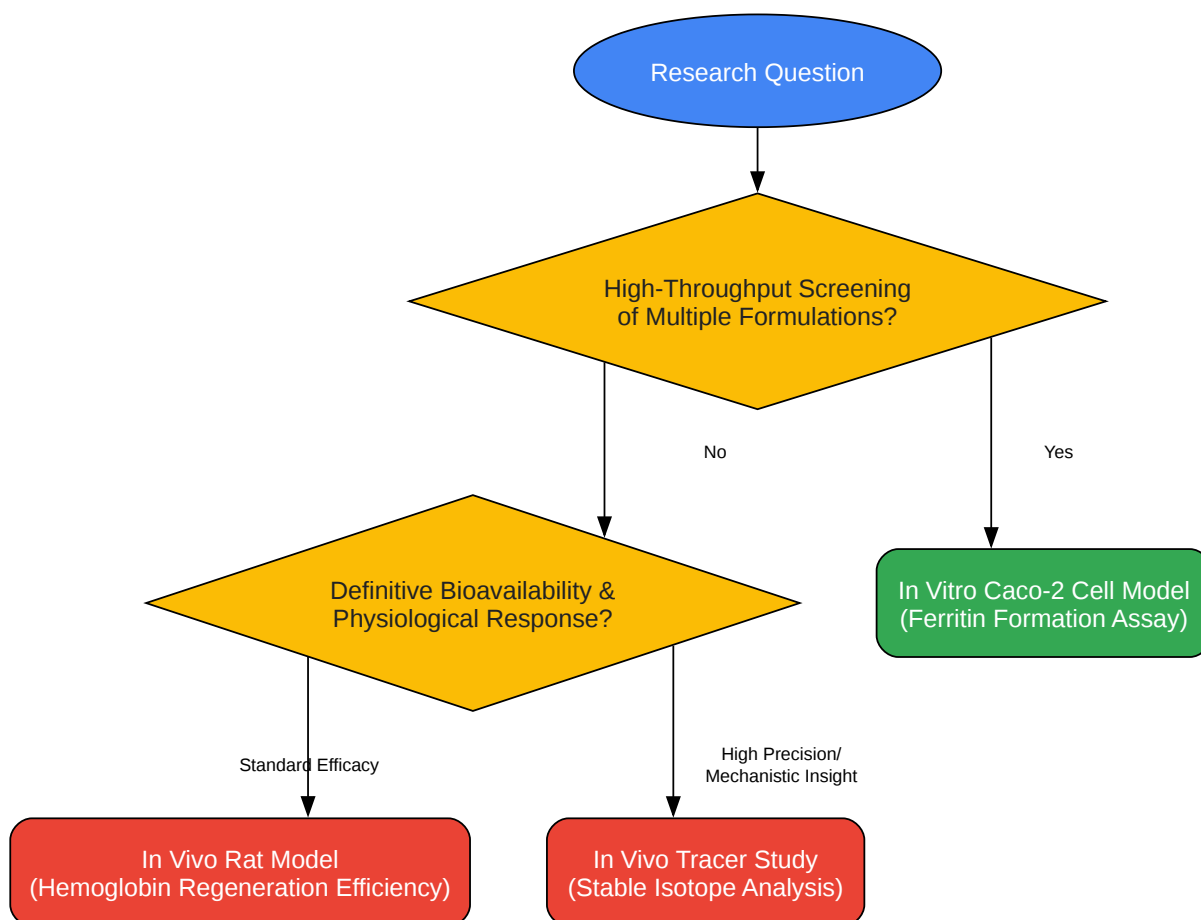 Research Question
High-Throughput Screening
of Multiple Formulations?
No
Yes
Definitive Bioavailability &
Physiological Response?
In Vitro Caco-2 Cell Model
(Ferritin Formation Assay)
Standard Efficacy
High Precision/
Mechanistic Insight
In Vivo Rat Model
(Hemoglobin Regeneration Efficiency)
In Vivo Tracer Study
(Stable Isotope Analysis)